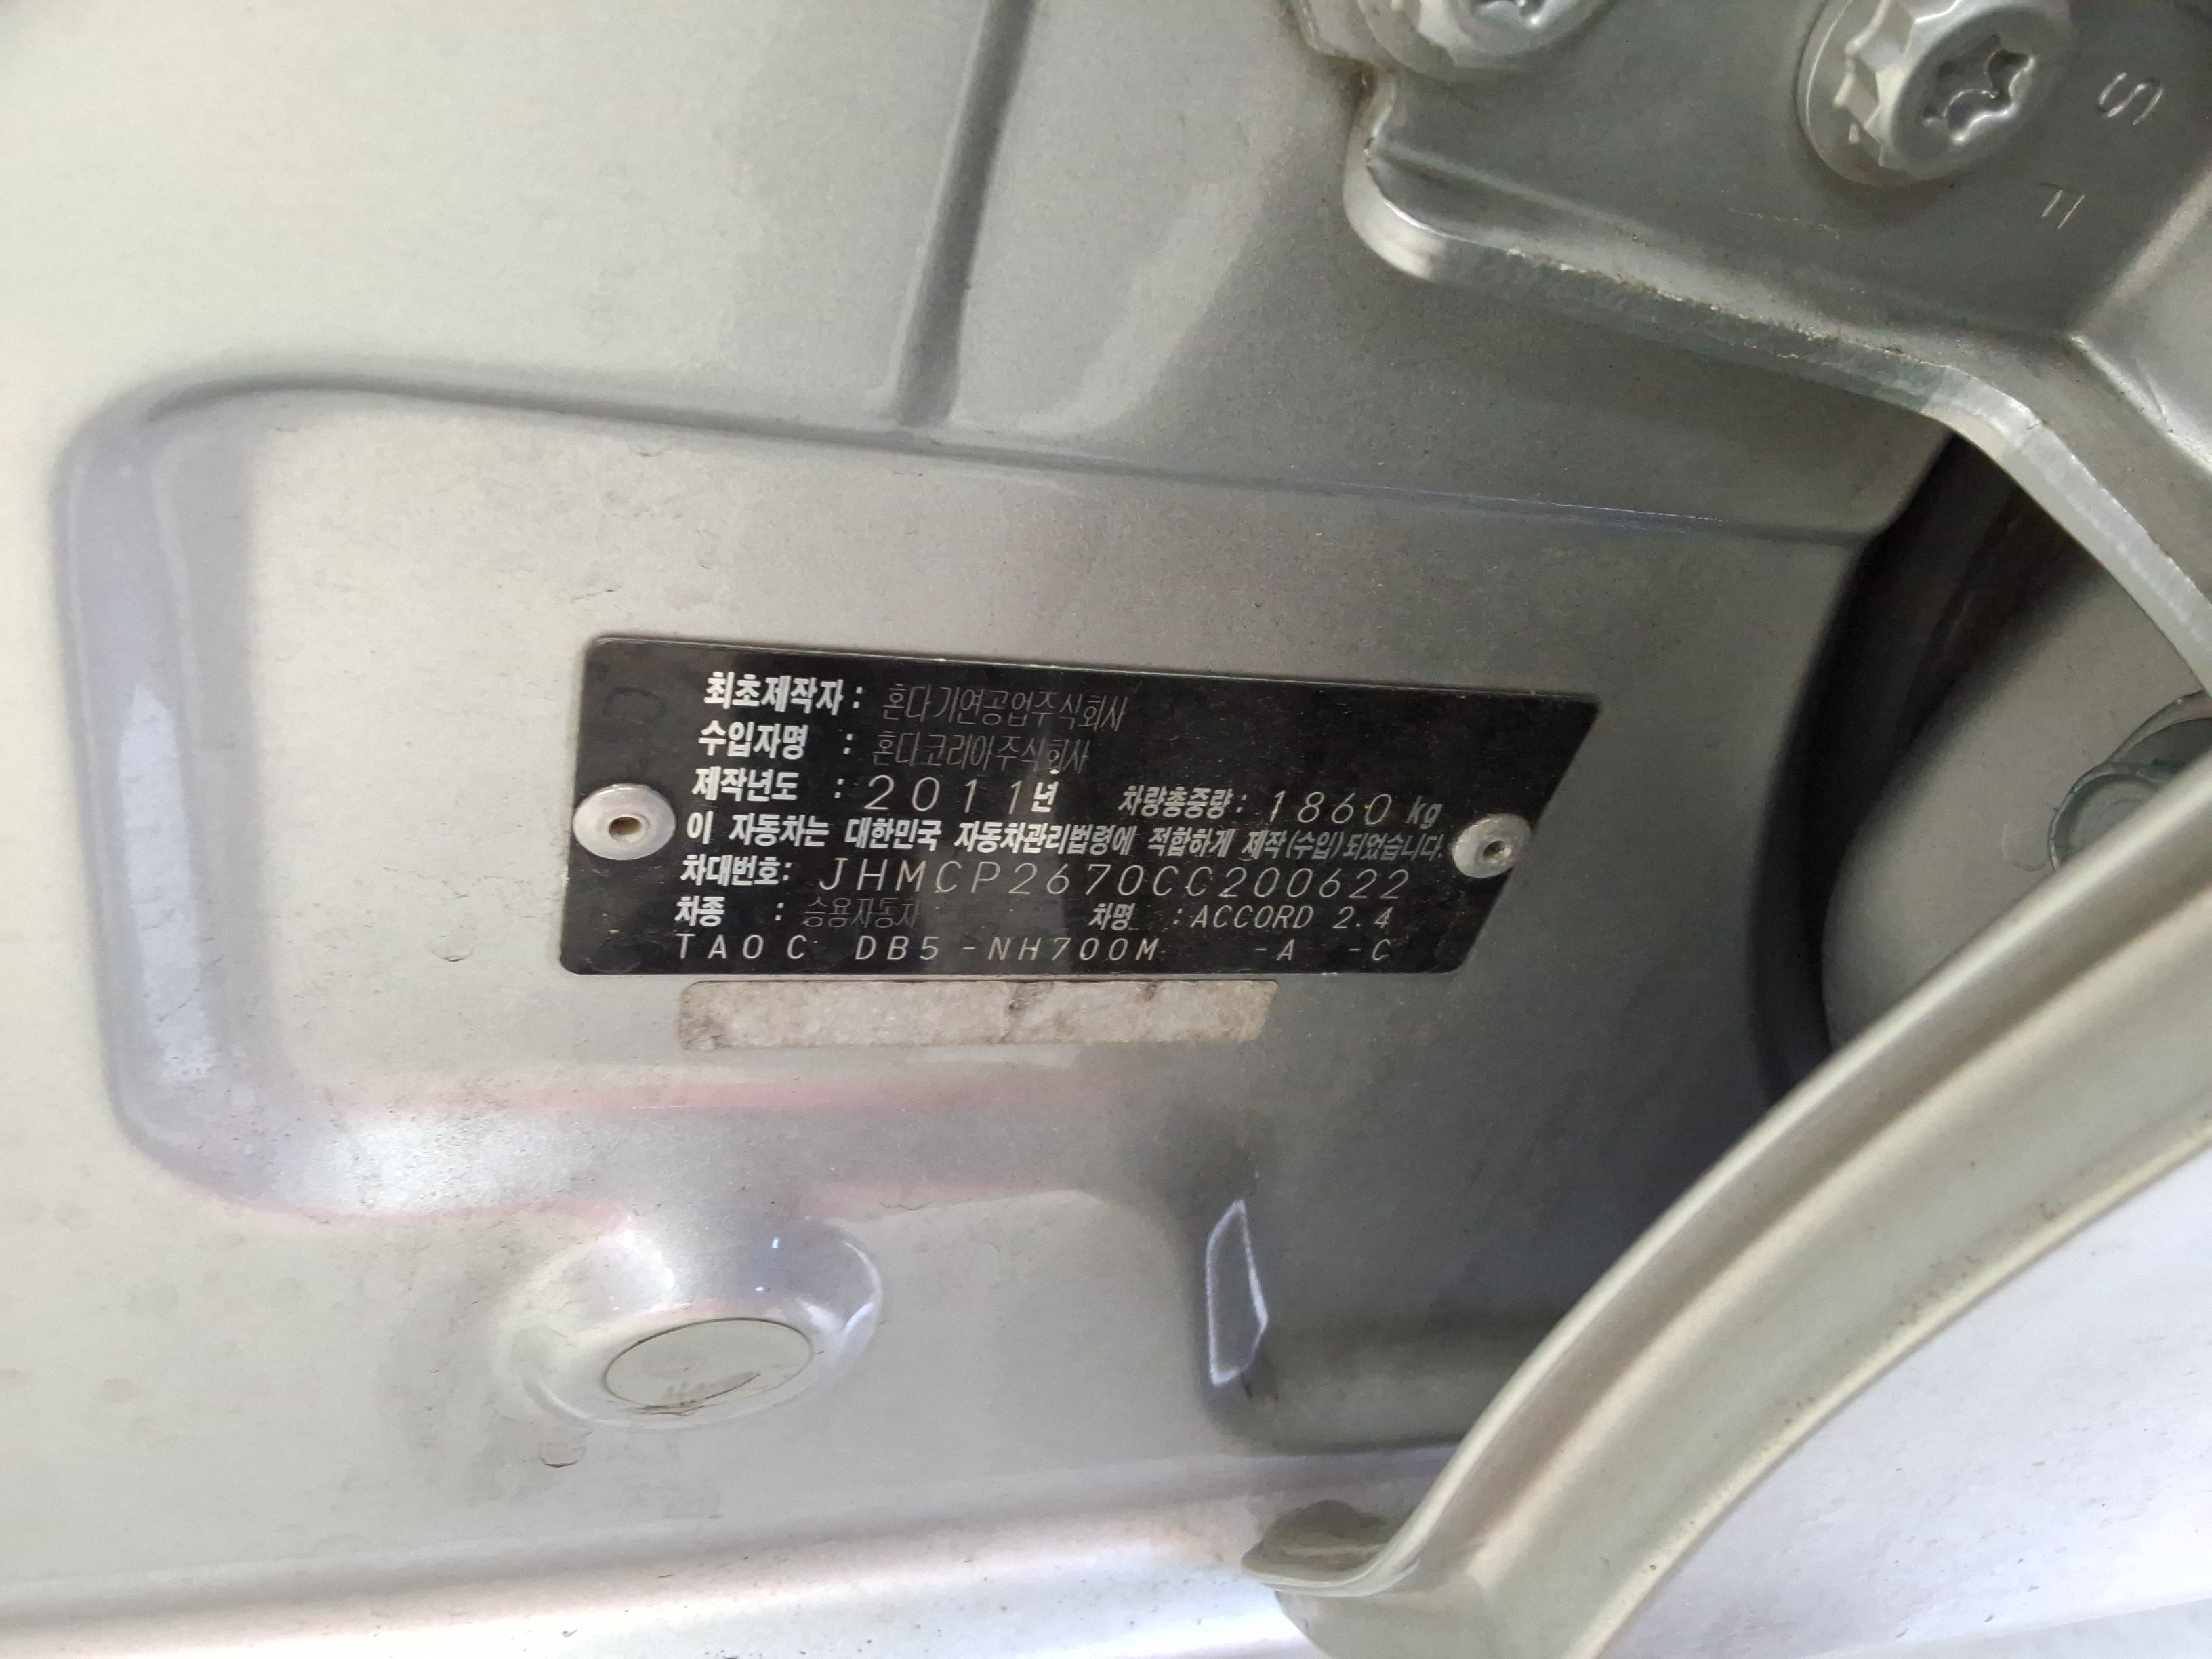 최초제작자 : 혼다기연공업주식회사
수입자명 : 혼다코리아주식회사
제작년도 : 2011년 차량총중량 : 1860 kg
이 자동차는 대한민국 자동차관리법령에 적합하게 제작(수입)되었습니다.
차대번호: JHMCP2670CC200622
차종 : 승용자동차 차명 : ACCORD 2.4
TA0C DB5-NH700M -A -C